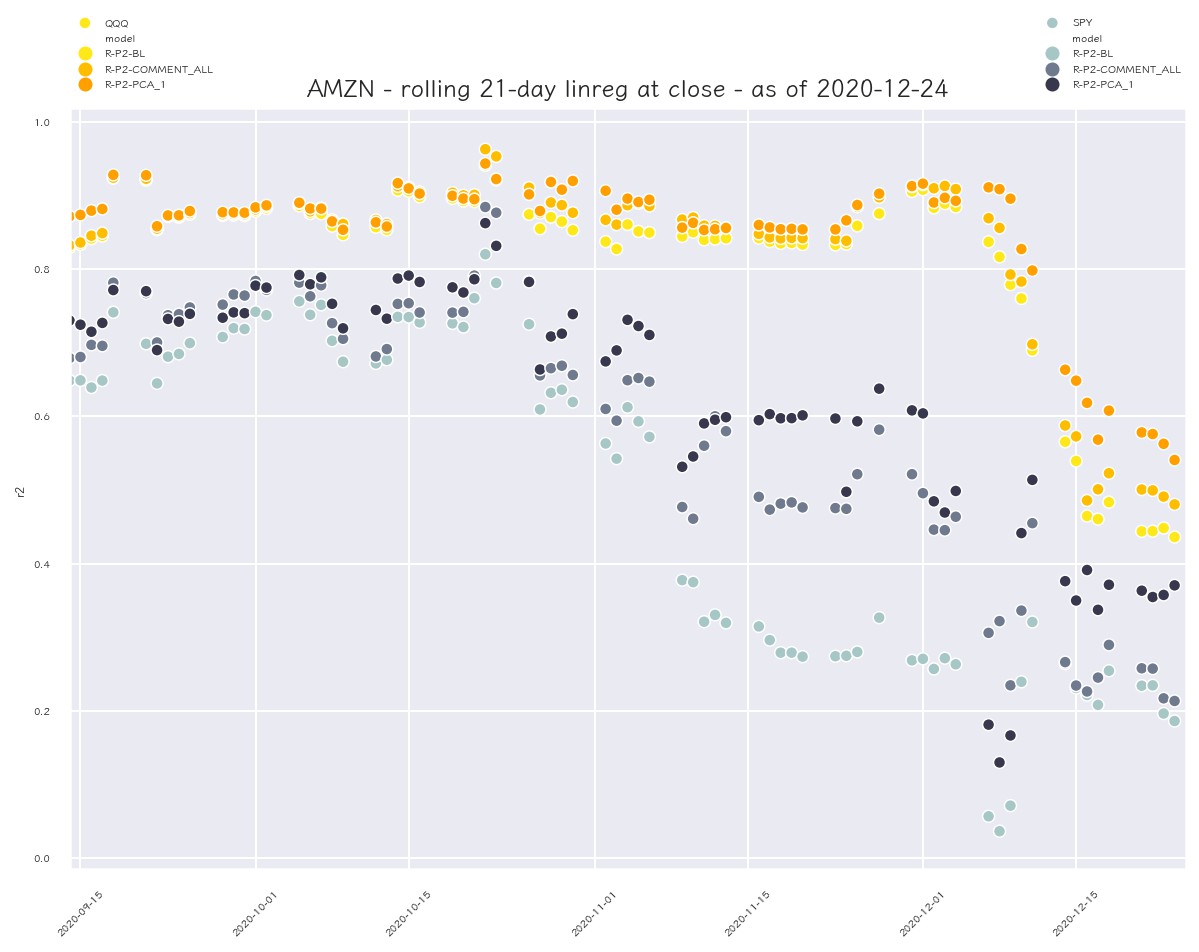 QQQ
model
R-P2-BL
R-P2-COMMENT_ALL
R-P2-PCA_1
SPY
model
R-P2-BL
R-P2-COMMENT_ALL
R-P2-PCA_1
AMZN - rolling 21-day linreg at close - as of 2020-12-24
1.0
0.8
0.6
0.4
0.2
0.0
r2
2020-09-15
2020-10-01
2020-10-15
2020-11-01
2020-11-15
2020-12-01
2020-12-15